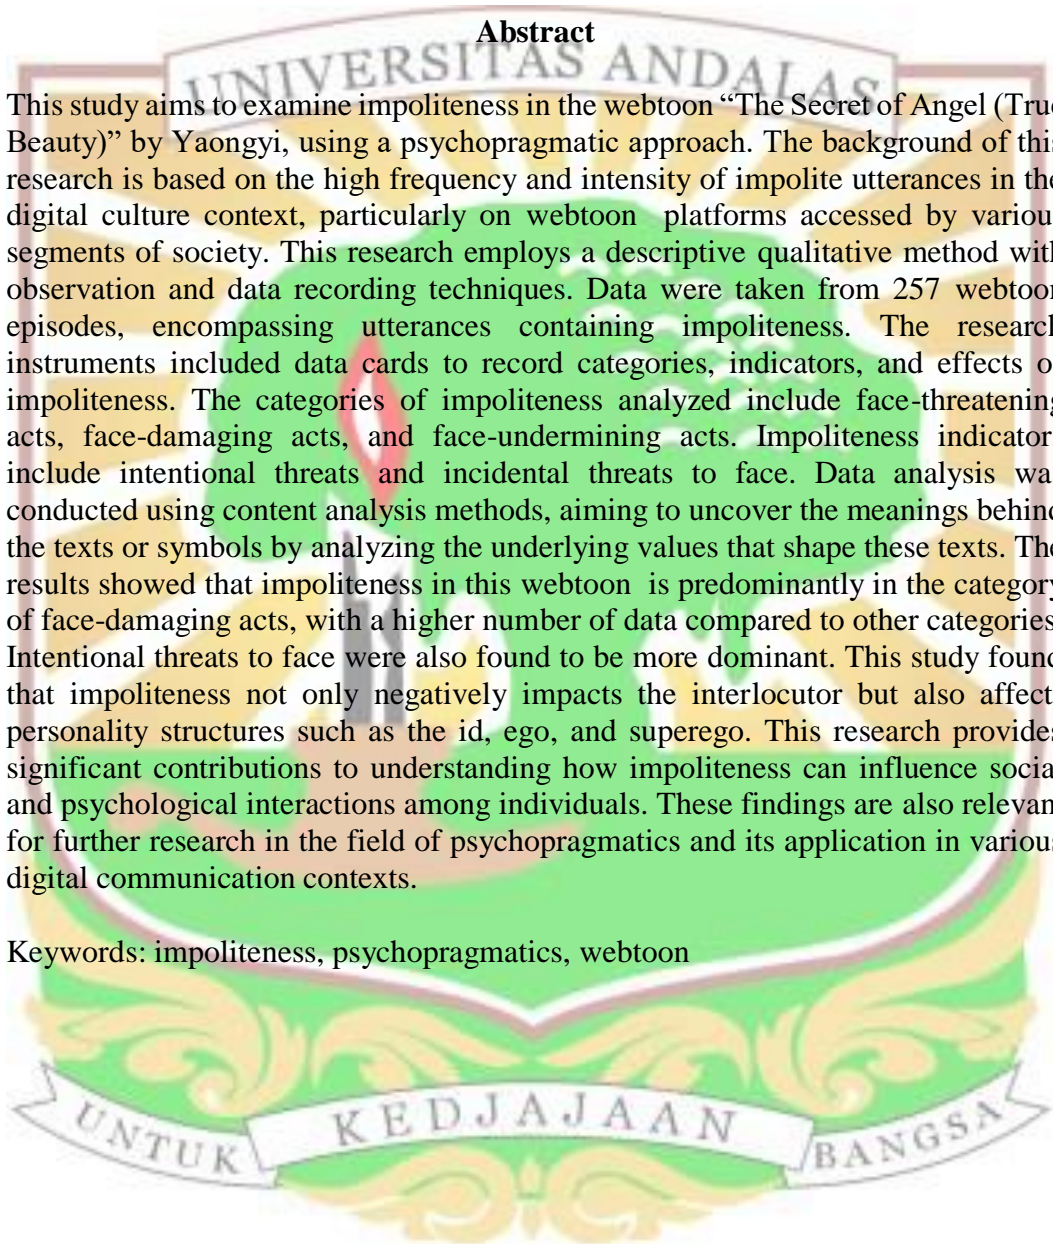 Abstract
UNIVERSITAS ANDALAS
This study aims to examine impoliteness in the webtoon “The Secret of Angel (True
Beauty)” by Yaongyi, using a psychopragmatic approach. The background of this
research is based on the high frequency and intensity of impolite utterances in the
digital culture context, particularly on webtoon platforms accessed by variou
segments of society. This research employs a descriptive qualitative method with
observation and data recording techniques. Data were taken from 257 webtoon
episodes, encompassing utterances containing impoliteness. The research
instruments included data cards to record categories, indicators, and effects o
impoliteness. The categories of impoliteness analyzed include face-threatening
acts, face-damaging acts, and face-undermining acts. Impoliteness indicator
include intentional threats and incidental threats to face. Data analysis wa
conducted using content analysis methods, aiming to uncover the meanings behind
the texts or symbols by analyzing the underlying values that shape these texts. The
results showed that impoliteness in this webtoon is predominantly in the category
of face-damaging acts, with a higher number of data compared to other categories
Intentional threats to face were also found to be more dominant. This study found
that impoliteness not only negatively impacts the interlocutor but also affect
personality structures such as the id, ego, and superego. This research provides
significant contributions to understanding how impoliteness can influence socia
and psychological interactions among individuals. These findings are also relevan
for further research in the field of psychopragmatics and its application in various
digital communication contexts.
Keywords: impoliteness, psychopragmatics, webtoon
UNTUK KEDJAJAAN BANGSA